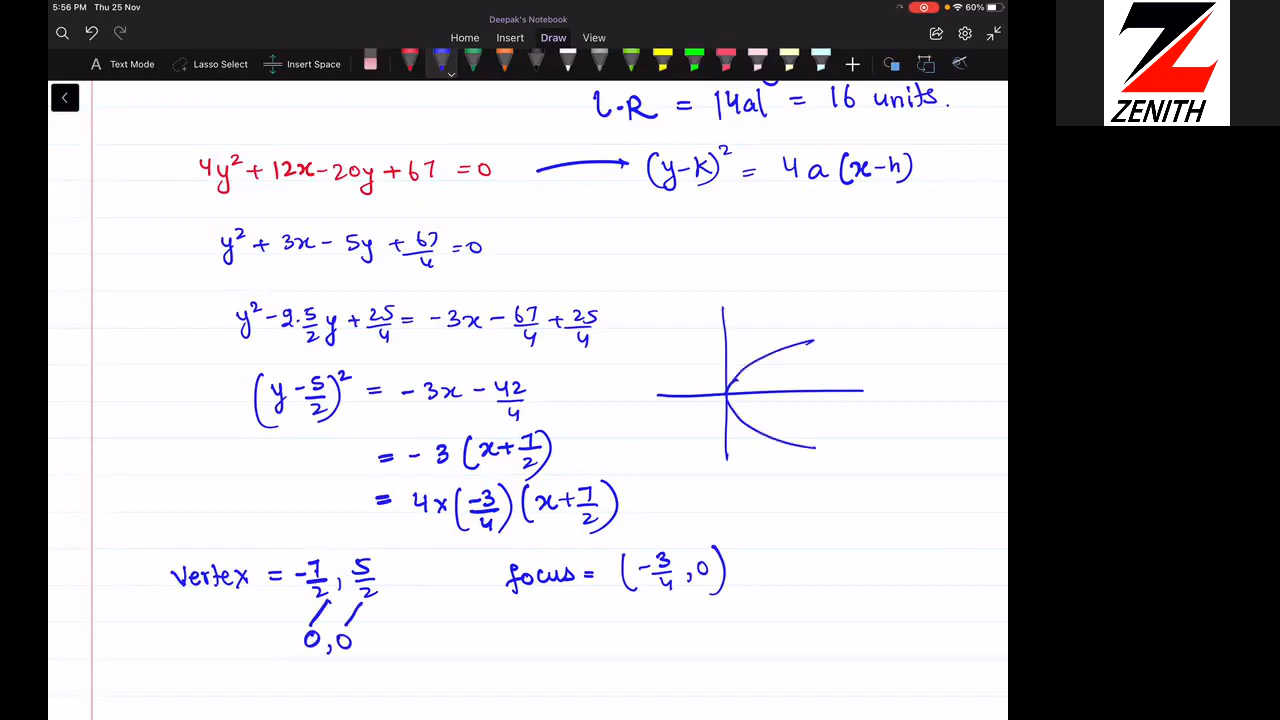 5:56 PM Thu 25 Nov
60%
Deepak's Notebook
Home Insert Draw View
Text Mode Lasso Select Insert Space
ZENITH
L.R = |4a| = 16 units.
4y² + 12x - 20y + 67 = 0 → (y-k)² = 4a(x-h)
y² + 3x - 5y + 67/4 = 0
y² - 2.5/2y + 25/4 = -3x - 67/4 + 25/4
(y - 5/2)² = -3x - 42/4
= -3(x + 7/2)
= 4x(-3/4)(x + 7/2)
Vertex = -7/2, 5/2 focus = (-3/4, 0)
0, 0